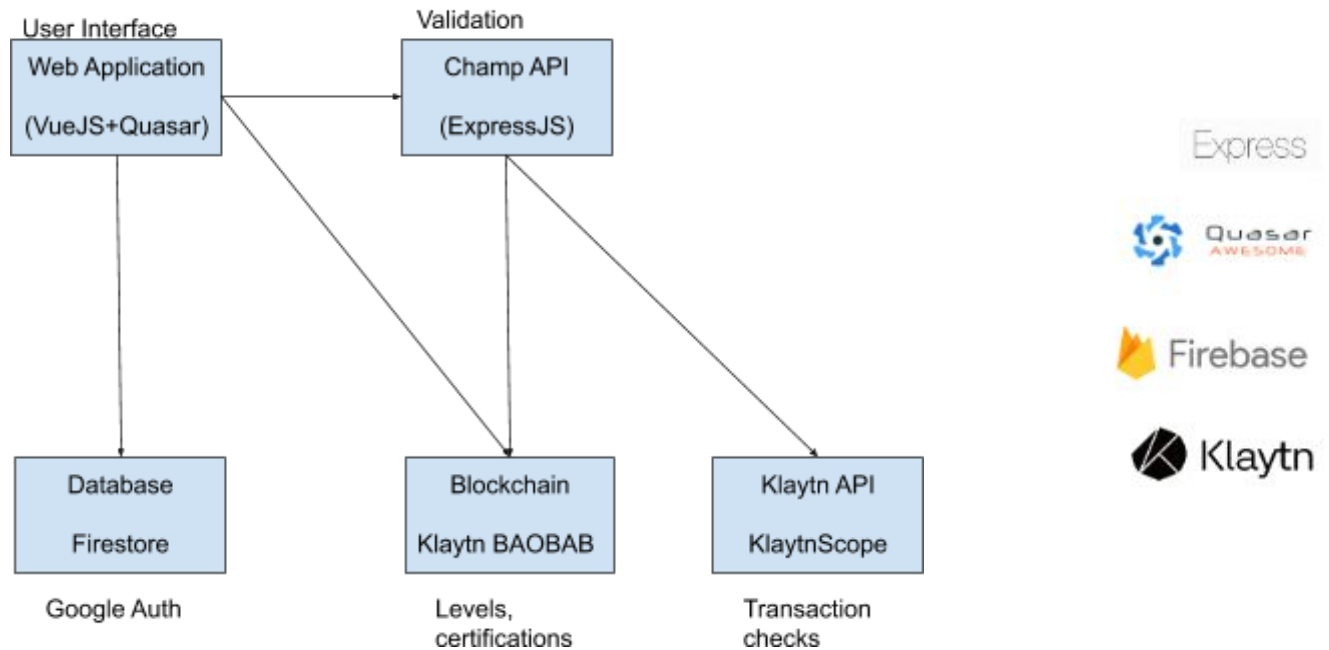 User Interface
Validation
Web Application
(VueJS+Quasar)
Champ API
(ExpressJS)
Express
Quasar
AWESOME
Firebase
Klaytn
Database
Firestore
Blockchain
Klaytn BAOBAB
Klaytn API
KlaytnScope
Google Auth
Levels,
certifications
Transaction
checks